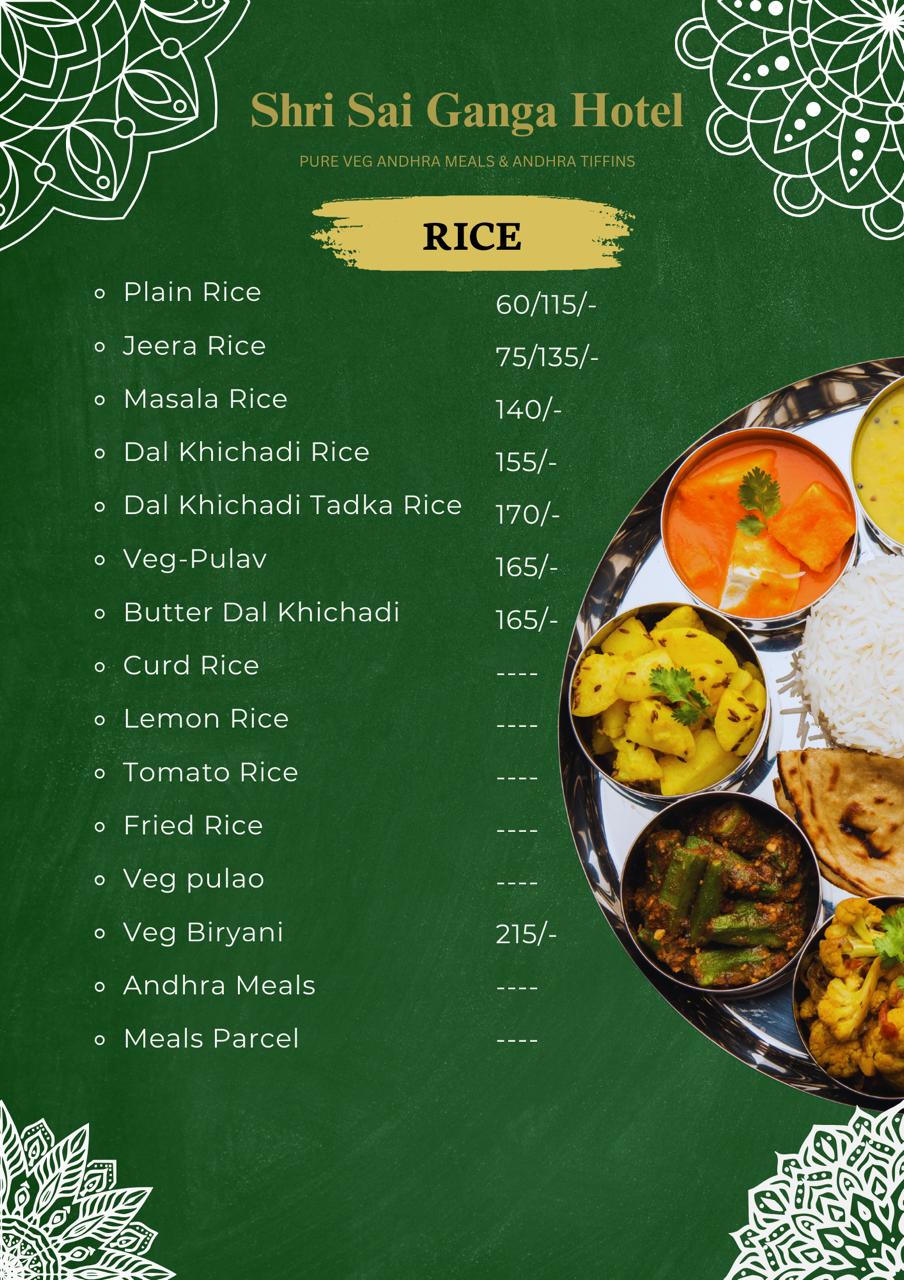 Shri Sai Ganga Hotel
PURE VEG ANDHRA MEALS & ANDHRA TIFFINS
RICE
Plain Rice 60/115/-
Jeera Rice 75/135/-
Masala Rice 140/-
Dal Khichadi Rice 155/-
Dal Khichadi Tadka Rice 170/-
Veg-Pulav 165/-
Butter Dal Khichadi 165/-
Curd Rice ----
Lemon Rice ----
Tomato Rice ----
Fried Rice ----
Veg pulao ----
Veg Biryani 215/-
Andhra Meals ----
Meals Parcel ----